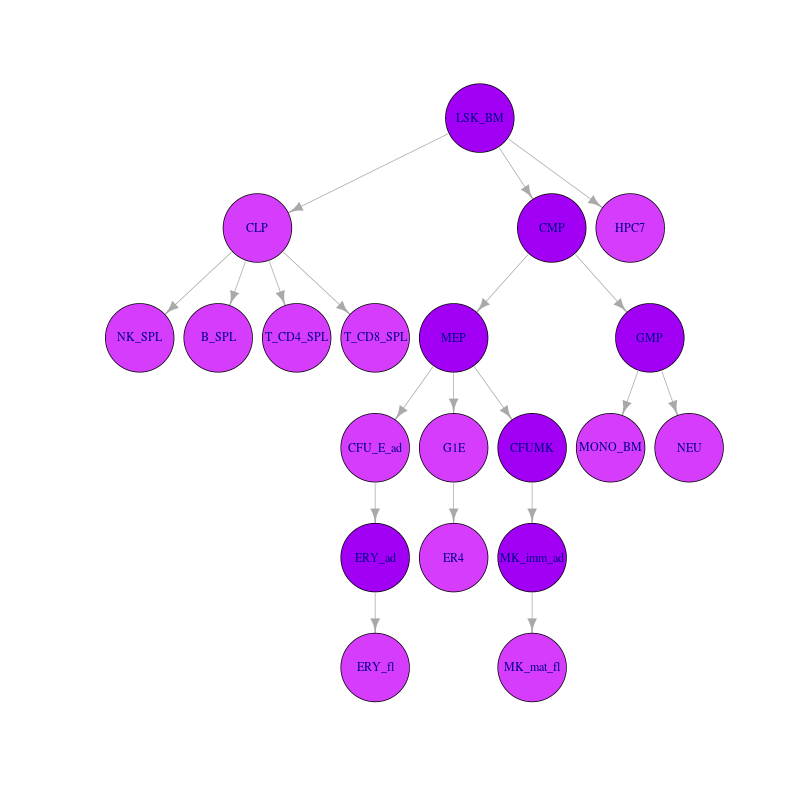 LSK_BM
CLP
CMP
HPC7
NK_SPL
B_SPL
T_CD4_SPL
T_CD8_SPL
MEP
GMP
CFU_E_ad
G1E
CFUMK
MONO_BM
NEU
ERY_ad
ER4
MK_imm_ad
ERY_fl
MK_mat_fl